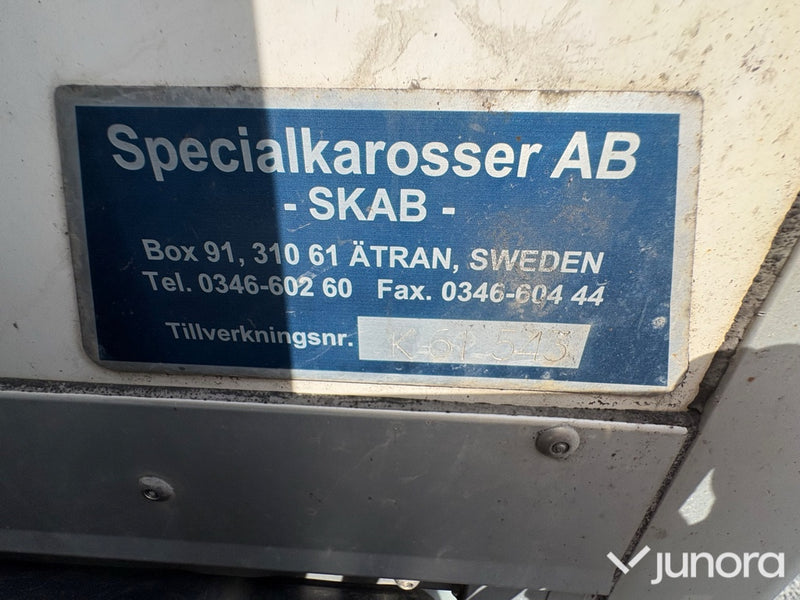 Specialkarosser AB
- SKAB -
Box 91, 310 61 ÄTRAN, SWEDEN
Tel. 0346-602 60 Fax. 0346-604 44
Tillverkningsnr.
junora